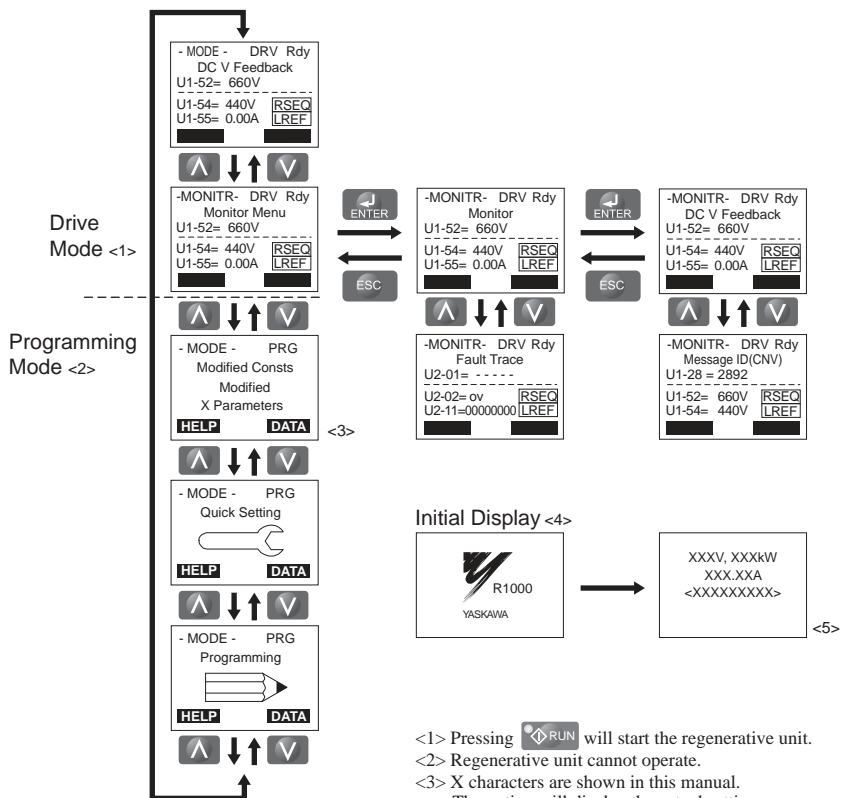 - MODE -   DRV Rdy
DC V Feedback
U1-52= 660V
U1-54= 440V RSEQ
U1-55= 0.00A LREF
Drive
Mode <1>
-MONITR- DRV Rdy
Monitor Menu
U1-52= 660V
U1-54= 440V RSEQ
U1-55= 0.00A LREF
ENTER
ESC
-MONITR- DRV Rdy
Monitor
U1-52= 660V
U1-54= 440V RSEQ
U1-55= 0.00A LREF
ENTER
ESC
-MONITR- DRV Rdy
DC V Feedback
U1-52= 660V
U1-54= 440V RSEQ
U1-55= 0.00A LREF
Programming
Mode <2>
- MODE -   PRG
Modified Consts
Modified
X Parameters
HELP DATA
<3>
-MONITR- DRV Rdy
Fault Trace
U2-01= - - - - -
U2-02= ov RSEQ
U2-11=00000000 LREF
-MONITR- DRV Rdy
Message ID(CNV)
U1-28 = 2892
U1-52= 660V RSEQ
U1-54= 440V LREF
- MODE -   PRG
Quick Setting
HELP DATA
Initial Display <4>
R1000
YASKAWA
XXXV, XXXkW
XXX.XXA
<XXXXXXXXX>
<5>
- MODE -   PRG
Programming
HELP DATA
<1> Pressing RUN will start the regenerative unit.
<2> Regenerative unit cannot operate.
<3> X characters are shown in this manual.